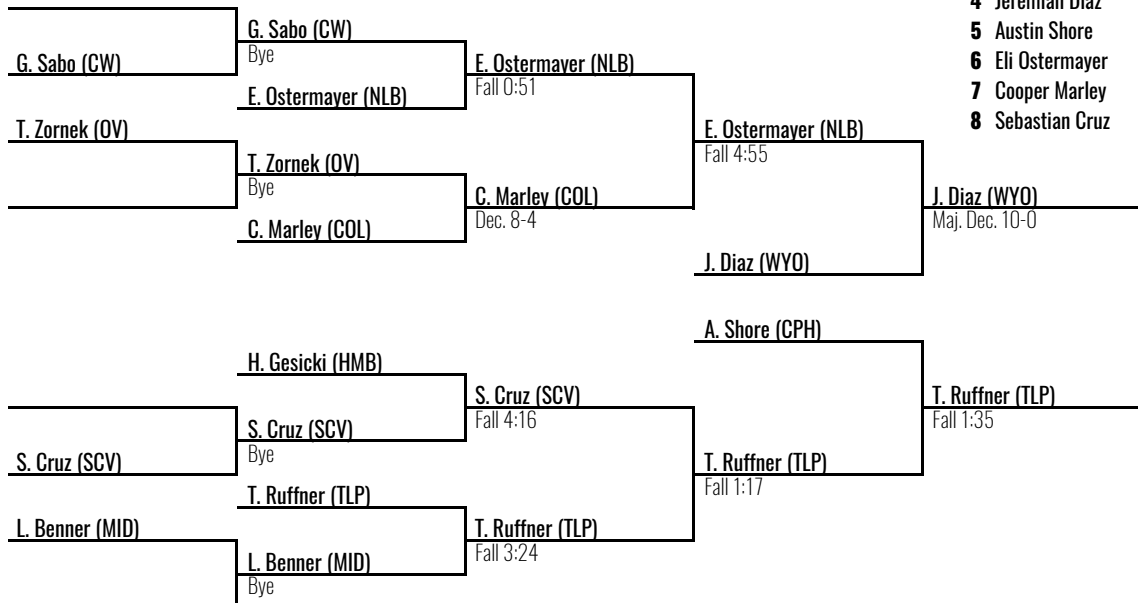 4 Jeremiah Diaz
5 Austin Shore
6 Eli Ostermayer
7 Cooper Marley
8 Sebastian Cruz
G. Sabo (CW)
G. Sabo (CW)
Bye
E. Ostermayer (NLB)
E. Ostermayer (NLB)
Fall 0:51
T. Zornek (OV)
T. Zornek (OV)
Bye
C. Marley (COL)
C. Marley (COL)
Dec. 8-4
E. Ostermayer (NLB)
Fall 4:55
J. Diaz (WYO)
J. Diaz (WYO)
Maj. Dec. 10-0
A. Shore (CPH)
H. Gesicki (HMB)
S. Cruz (SCV)
S. Cruz (SCV)
Bye
S. Cruz (SCV)
Fall 4:16
T. Ruffner (TLP)
L. Benner (MID)
L. Benner (MID)
Bye
T. Ruffner (TLP)
Fall 3:24
T. Ruffner (TLP)
Fall 1:17
T. Ruffner (TLP)
Fall 1:35